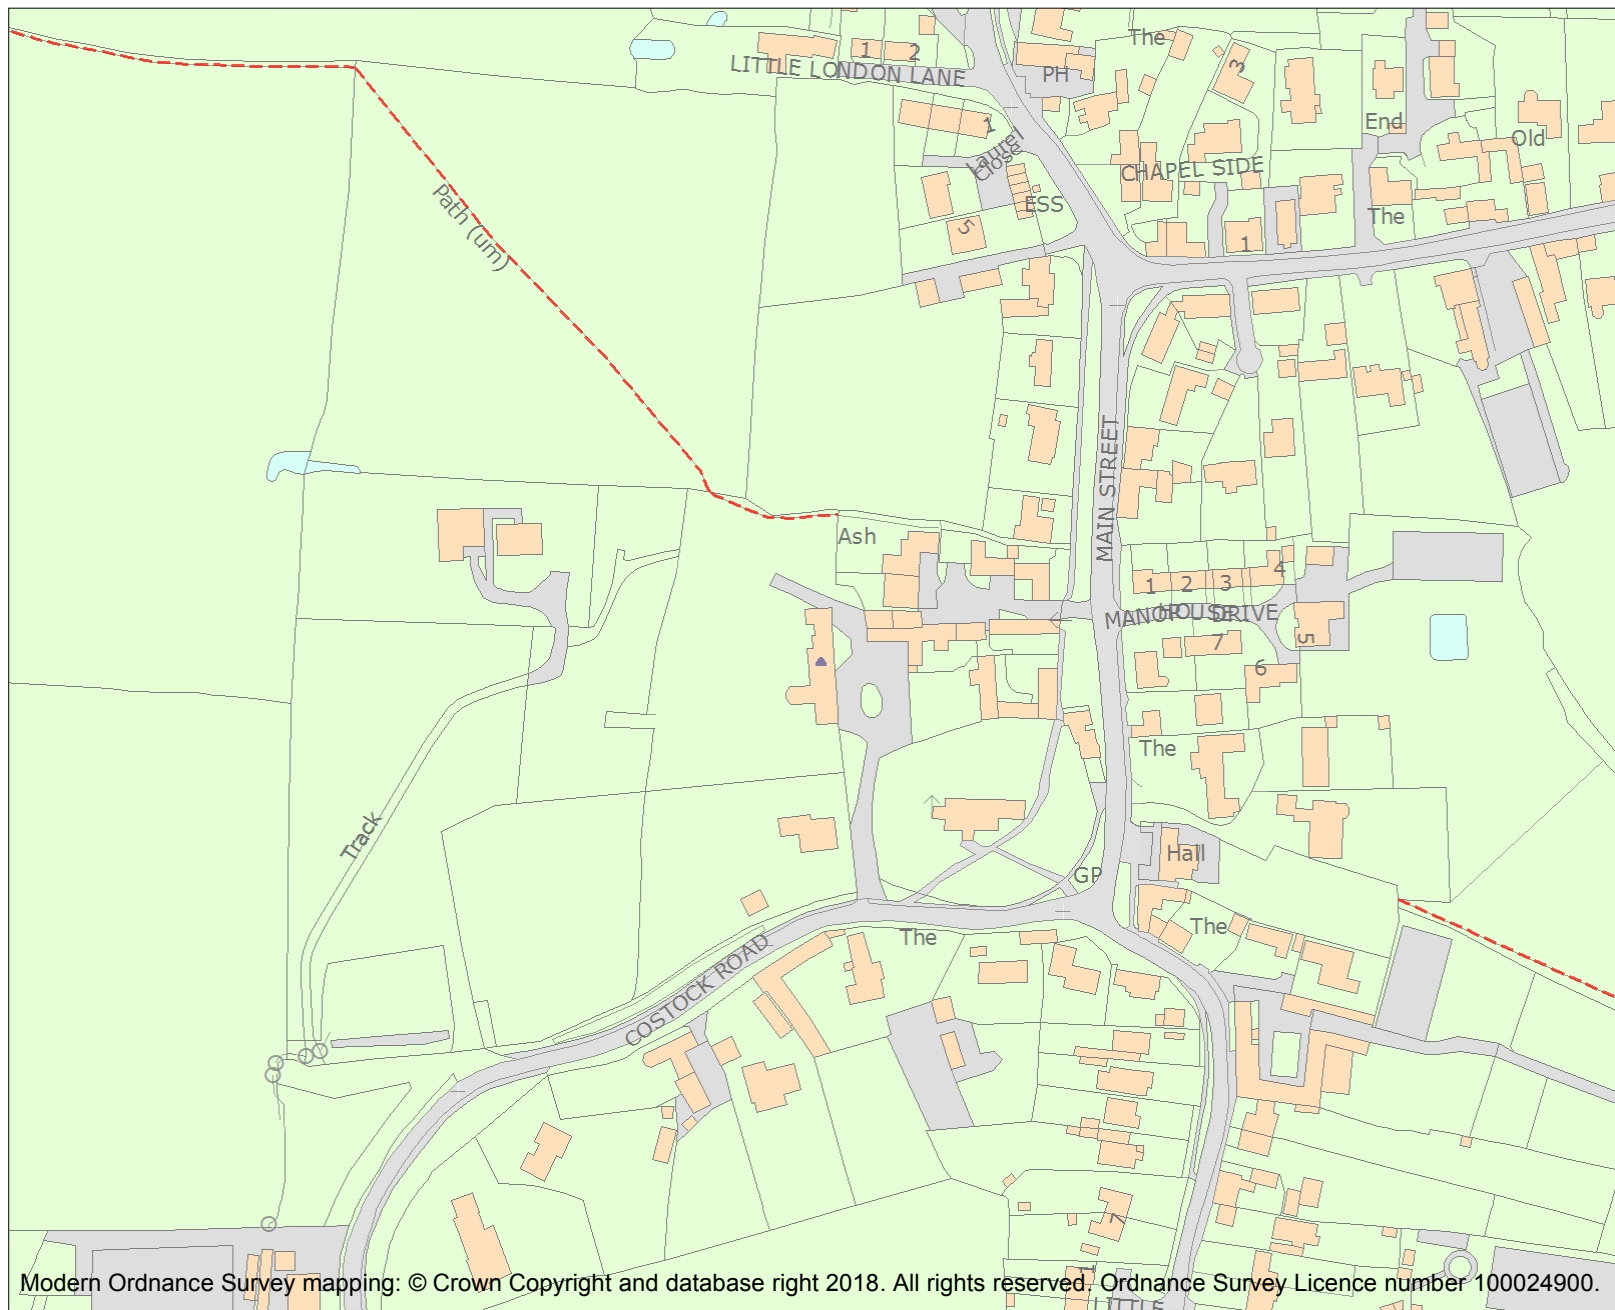 The
1 2
LITTLE LONDON LANE
PH
3
1
Laurel
Close
End
Old
CHAPEL SIDE
Path (um)
ESS
The
5
1
MAIN STREET
Ash
1 2 3 4
MANOR HOUSE DRIVE
7
5
6
The
Track
Hall
GP
The
The
COSTOCK ROAD
7
1
LITTLE
Modern Ordnance Survey mapping: © Crown Copyright and database right 2018. All rights reserved. Ordnance Survey Licence number 100024900.